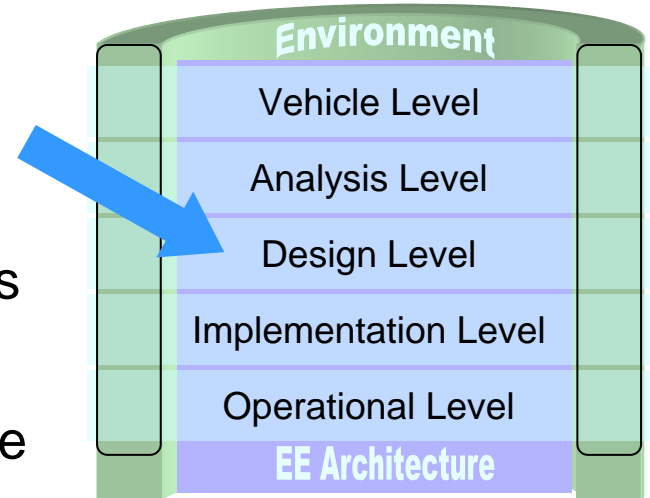 Environment
Vehicle Level
Analysis Level
Design Level
s
Implementation Level
Operational Level
e
EE Architecture